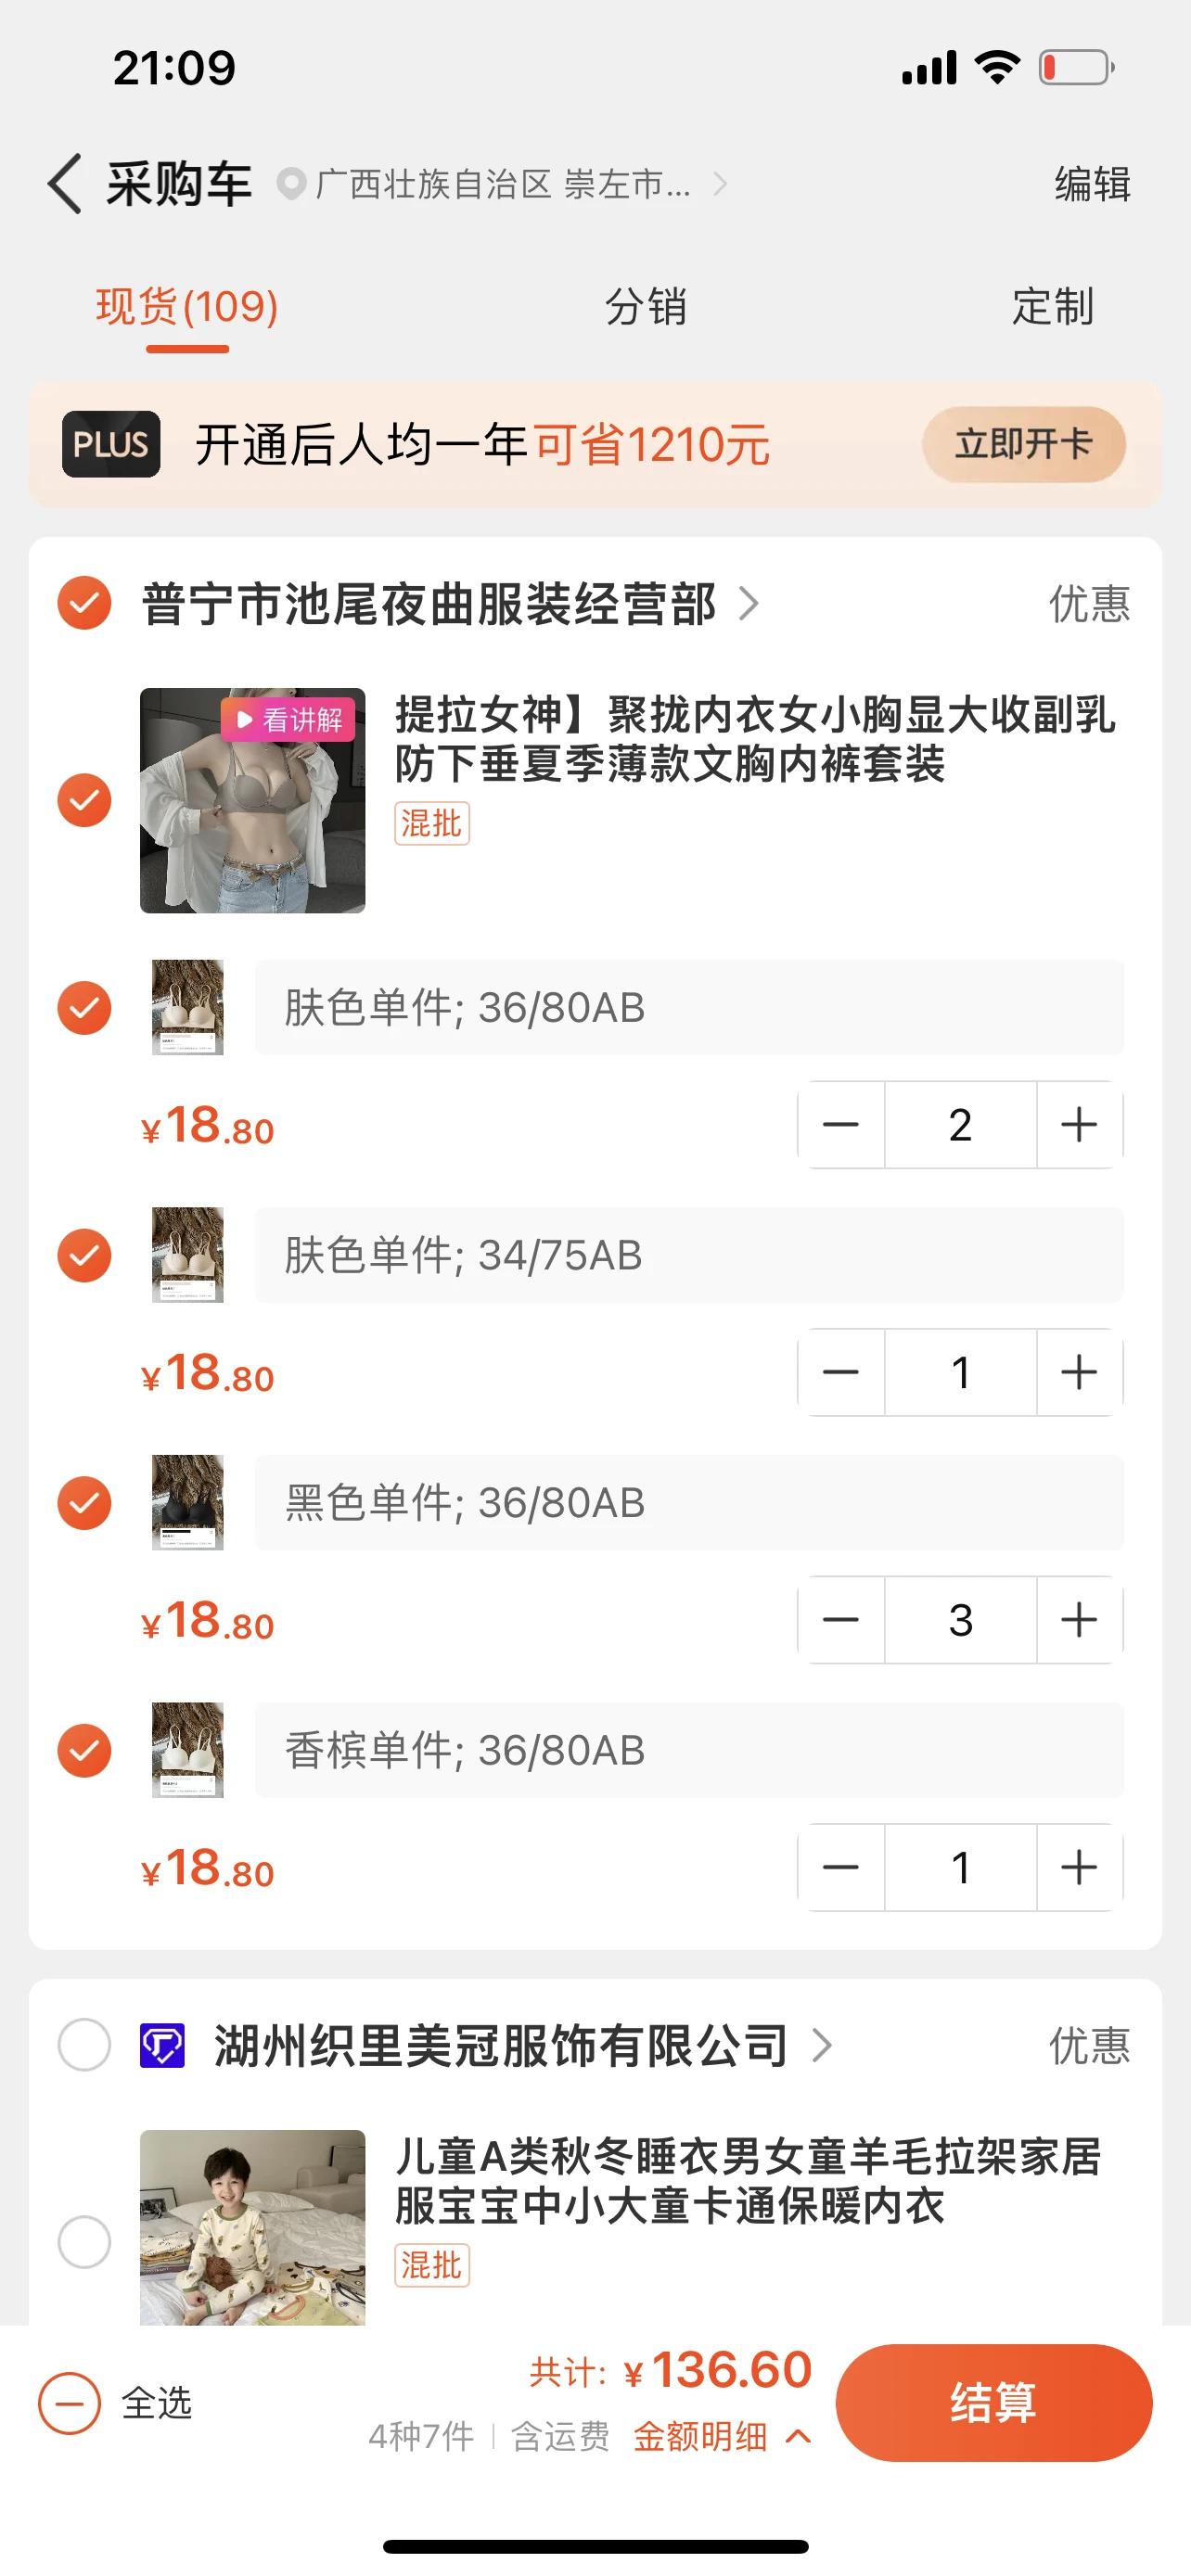 21:09
采购车 广西壮族自治区 崇左市... 编辑
现货(109) 分销 定制
PLUS 开通后人均一年可省1210元 立即开卡
普宁市池尾夜曲服装经营部 优惠
看讲解
提拉女神】聚拢内衣女小胸显大收副乳
防下垂夏季薄款文胸内裤套装
混批
肤色单件; 36/80AB
¥18.80 2
肤色单件; 34/75AB
¥18.80 1
黑色单件; 36/80AB
¥18.80 3
香槟单件; 36/80AB
¥18.80 1
湖州织里美冠服饰有限公司 优惠
儿童A类秋冬睡衣男女童羊毛拉架家居
服宝宝中小大童卡通保暖内衣
混批
全选 共计: ¥136.60 结算
4种7件 含运费 金额明细